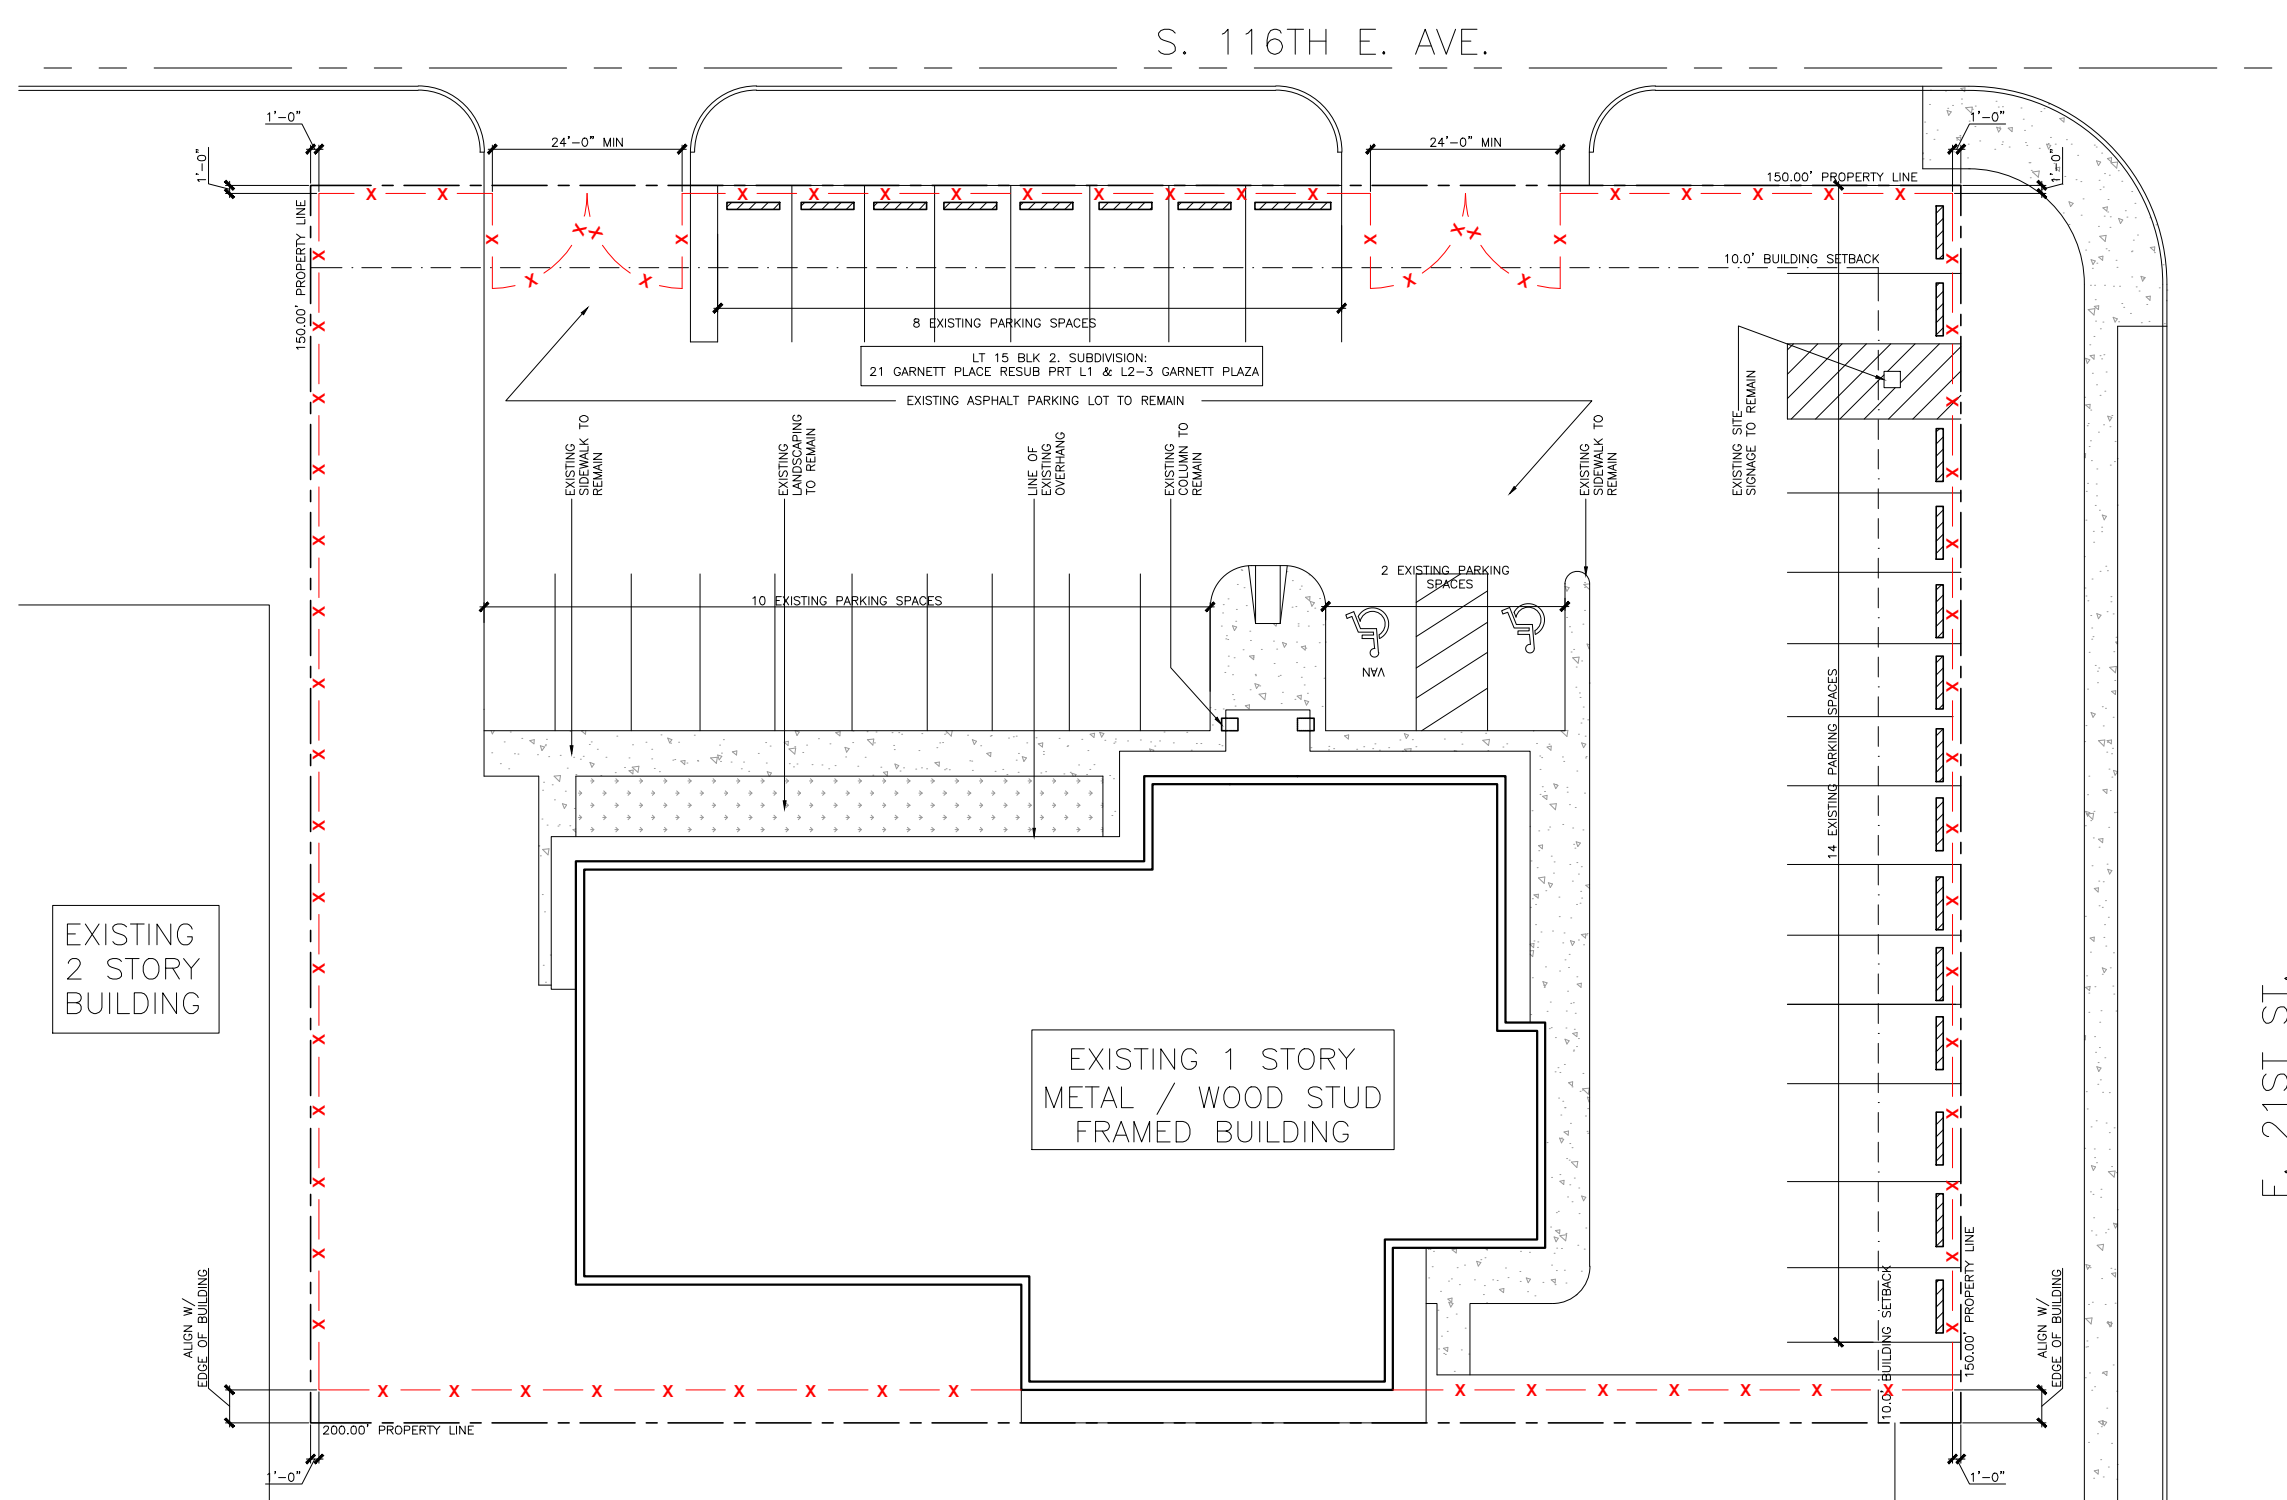 S. 116TH E. AVE.
1'-0"
1'-0"
24'-0" MIN
24'-0" MIN
1'-0"
1'-0"
150.00' PROPERTY LINE
150.00' PROPERTY LINE
10.0' BUILDING SETBACK
8 EXISTING PARKING SPACES
LT 15 BLK 2. SUBDIVISION:
21 GARNETT PLACE RESUB PRT L1 & L2-3 GARNETT PLAZA
EXISTING ASPHALT PARKING LOT TO REMAIN
EXISTING
SIDEWALK TO
REMAIN
EXISTING
LANDSCAPING
TO REMAIN
LINE OF
EXISTING
OVERHANG
EXISTING
COLUMN TO
REMAIN
EXISTING
SIDEWALK TO
REMAIN
EXISTING SITE
SIGNAGE TO REMAIN
10 EXISTING PARKING SPACES
2 EXISTING PARKING
SPACES
VAN
14 EXISTING PARKING SPACES
EXISTING
2 STORY
BUILDING
EXISTING 1 STORY
METAL / WOOD STUD
FRAMED BUILDING
E. 21ST ST.
ALIGN W/
EDGE OF BUILDING
10.0' BUILDING SETBACK
150.00' PROPERTY LINE
ALIGN W/
EDGE OF BUILDING
200.00' PROPERTY LINE
1'-0"
1'-0"